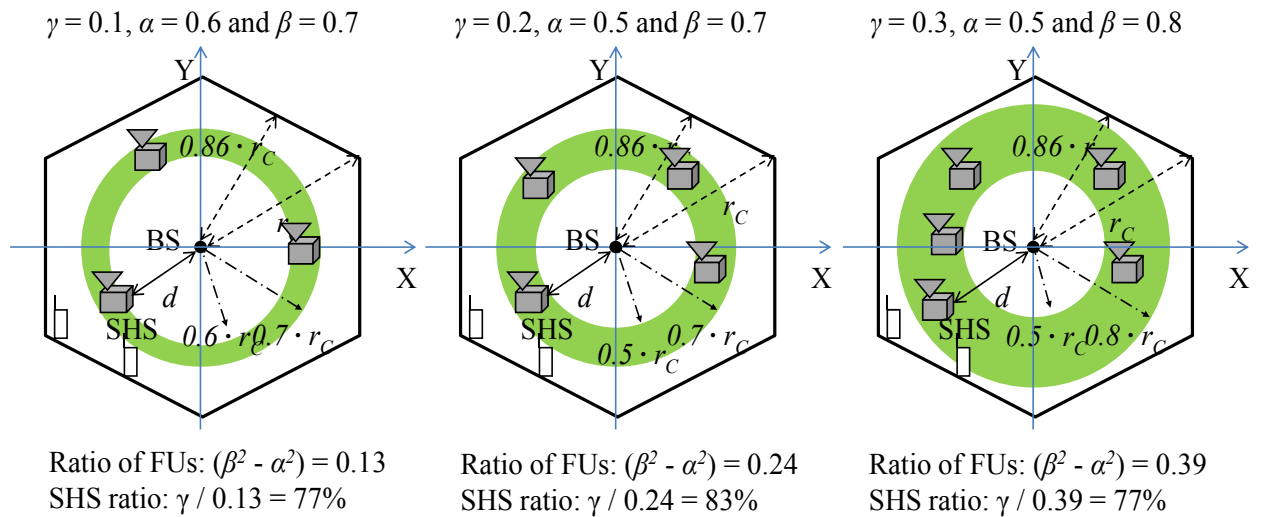 γ = 0.1, α = 0.6 and β = 0.7
Y
0.86 · r_C
r
BS
X
d
SHS
0.6 · r_C
0.7 · r_C
Ratio of FUs: (β² - α²) = 0.13
SHS ratio: γ / 0.13 = 77%
γ = 0.2, α = 0.5 and β = 0.7
Y
0.86 · r_C
r_C
BS
X
d
SHS
0.7 · r_C
0.5 · r_C
Ratio of FUs: (β² - α²) = 0.24
SHS ratio: γ / 0.24 = 83%
γ = 0.3, α = 0.5 and β = 0.8
Y
0.86 · r
r_C
BS
X
d
SHS
0.5 · r_C
0.8 · r_C
Ratio of FUs: (β² - α²) = 0.39
SHS ratio: γ / 0.39 = 77%